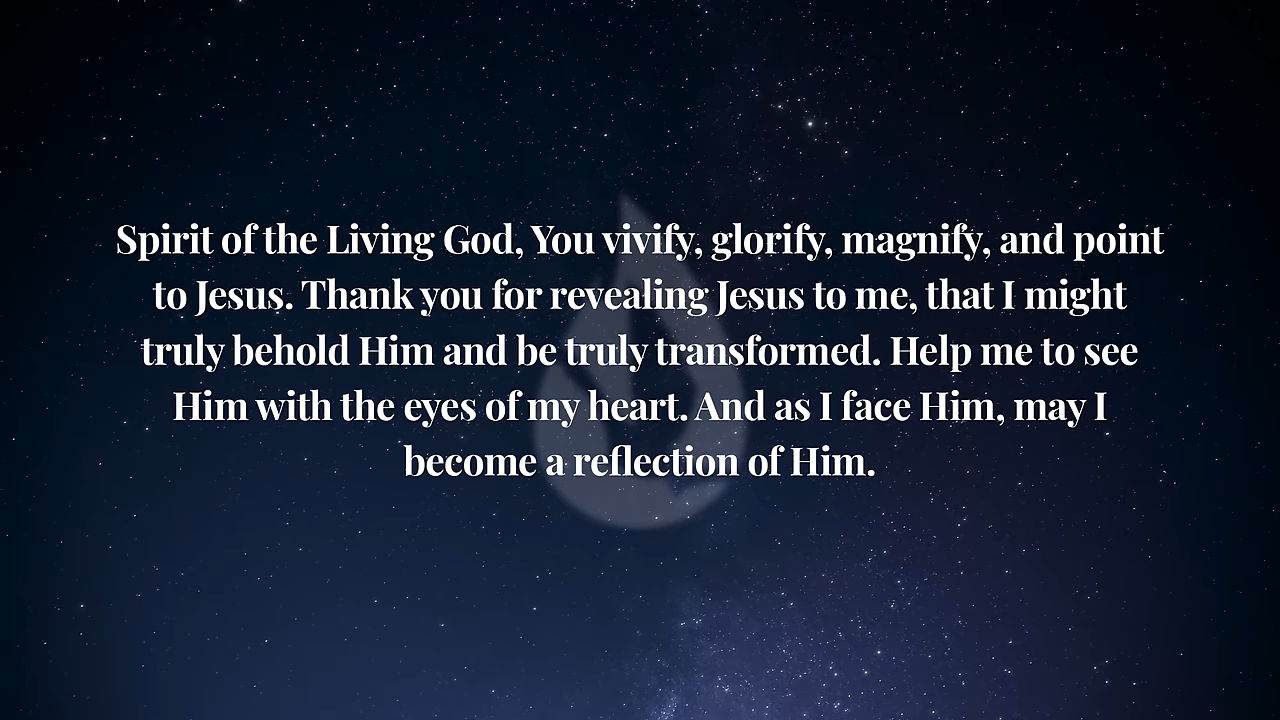 Spirit of the Living God, You vivify, glorify, magnify, and point
to Jesus. Thank you for revealing Jesus to me, that I might
truly behold Him and be truly transformed. Help me to see
Him with the eyes of my heart. And as I face Him, may I
become a reflection of Him.